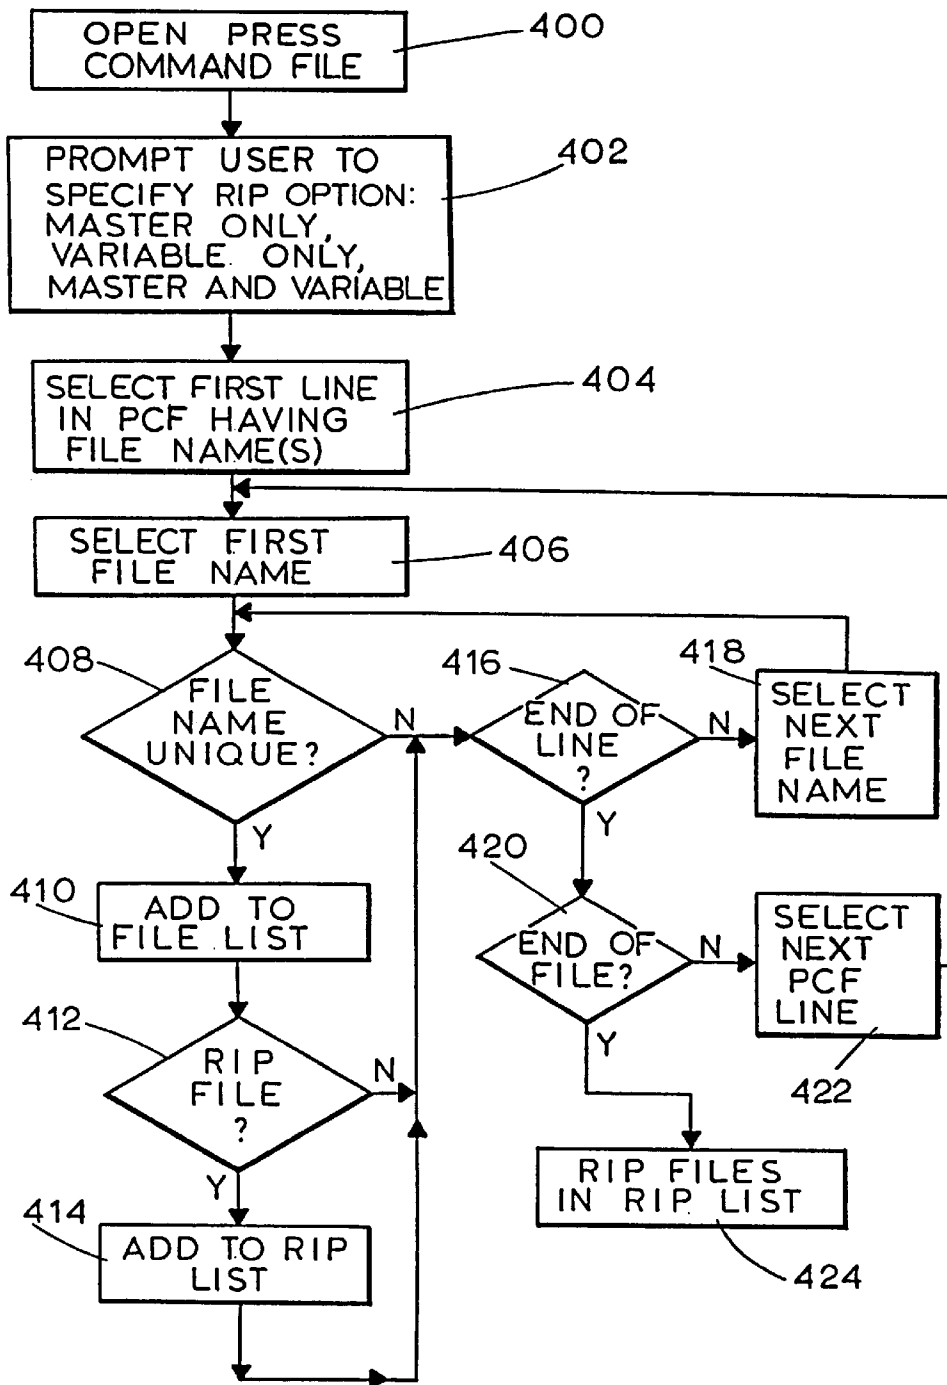 OPEN PRESS
COMMAND FILE
400
PROMPT USER TO
SPECIFY RIP OPTION:
MASTER ONLY,
VARIABLE ONLY,
MASTER AND VARIABLE
402
SELECT FIRST LINE
IN PCF HAVING
FILE NAME(S)
404
SELECT FIRST
FILE NAME
406
408
FILE
NAME
UNIQUE?
N
Y
416
END OF
LINE
?
N
Y
418
SELECT
NEXT
FILE
NAME
410
ADD TO
FILE LIST
420
END OF
FILE?
N
Y
SELECT
NEXT
PCF
LINE
422
412
RIP
FILE
?
N
Y
414
ADD TO RIP
LIST
RIP FILES
IN RIP LIST
424